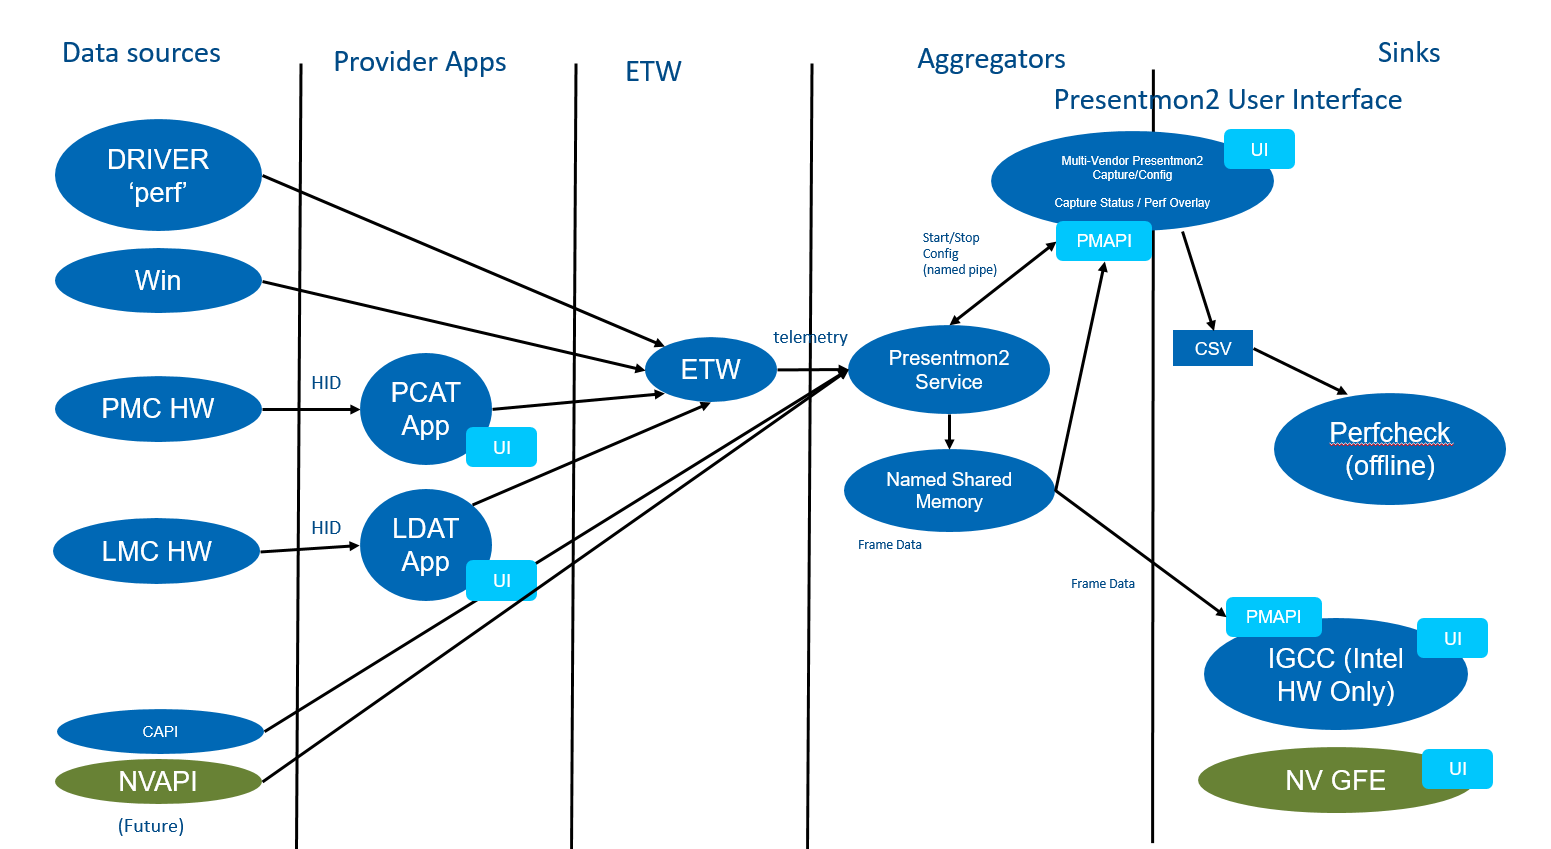 Data sources
Provider Apps
ETW
Aggregators
Sinks
Presentmon2 User Interface
DRIVER
‘perf’
Win
PMC HW
HID
PCAT
App
UI
LMC HW
HID
LDAT
App
UI
CAPI
NVAPI
(Future)
ETW
telemetry
Multi-Vendor Presentmon2
Capture/Config
Capture Status / Perf Overlay
UI
PMAPI
Start/Stop
Config
(named pipe)
Presentmon2
Service
Named Shared
Memory
Frame Data
Frame Data
CSV
Perfcheck
(offline)
PMAPI
UI
IGCC (Intel
HW Only)
NV GFE
UI